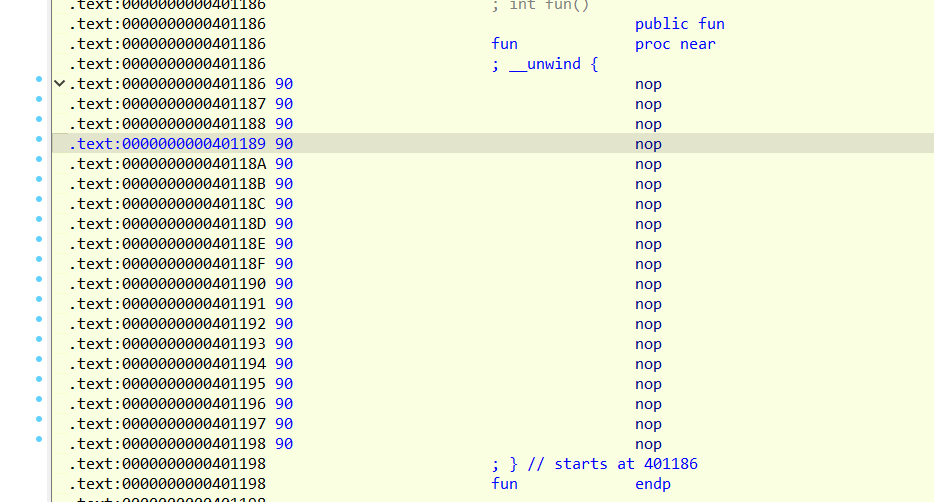 .text:0000000000401186 ; int fun()
.text:0000000000401186 public fun
.text:0000000000401186 fun proc near
.text:0000000000401186 ; __unwind {
.text:0000000000401186 90 nop
.text:0000000000401187 90 nop
.text:0000000000401188 90 nop
.text:0000000000401189 90 nop
.text:000000000040118A 90 nop
.text:000000000040118B 90 nop
.text:000000000040118C 90 nop
.text:000000000040118D 90 nop
.text:000000000040118E 90 nop
.text:000000000040118F 90 nop
.text:0000000000401190 90 nop
.text:0000000000401191 90 nop
.text:0000000000401192 90 nop
.text:0000000000401193 90 nop
.text:0000000000401194 90 nop
.text:0000000000401195 90 nop
.text:0000000000401196 90 nop
.text:0000000000401197 90 nop
.text:0000000000401198 90 nop
.text:0000000000401198 ; } // starts at 401186
.text:0000000000401198 fun endp